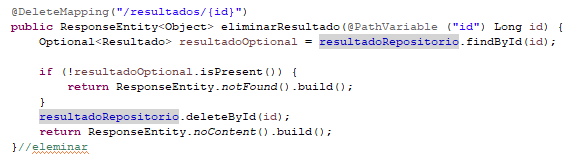 @DeleteMapping("/resultados/{id}")
public ResponseEntity<Object> eliminarResultado(@PathVariable ("id") Long id) {
    Optional<Resultado> resultadoOptional = resultadoRepositorio.findById(id);

    if (!resultadoOptional.isPresent()) {
        return ResponseEntity.notFound().build();
    }
    resultadoRepositorio.deleteById(id);
    return ResponseEntity.noContent().build();
}//eleminar